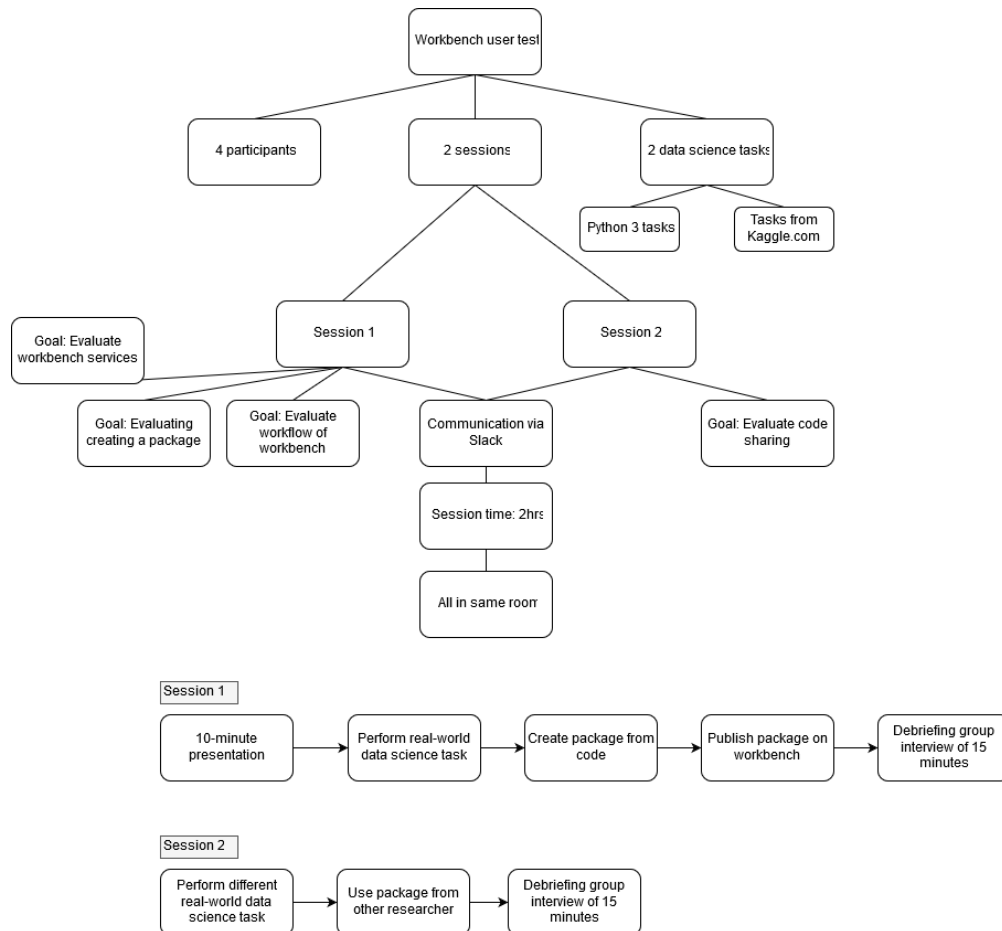 Workbench user test
4 participants
2 sessions
2 data science tasks
Python 3 tasks
Tasks from
Kaggle.com
Session 1
Session 2
Goal: Evaluate
workbench services
Goal: Evaluating
creating a package
Goal: Evaluate
workflow of
workbench
Communication via
Slack
Goal: Evaluate code
sharing
Session time: 2hrs
All in same room
Session 1
10-minute
presentation
Perform real-world
data science task
Create package from
code
Publish package on
workbench
Debriefing group
interview of 15
minutes
Session 2
Perform different
real-world data
science task
Use package from
other researcher
Debriefing group
interview of 15
minutes